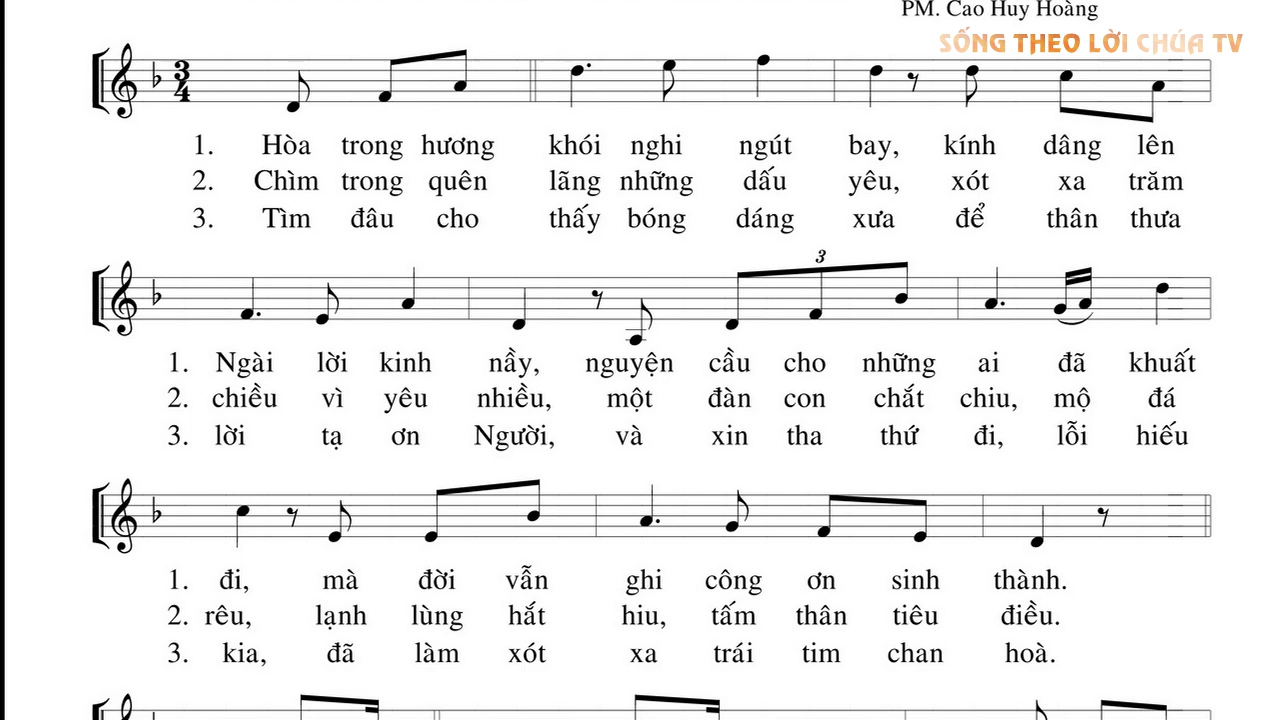 PM. Cao Huy Hoàng
SỐNG THEO LỜI CHÚA TV
3
4
1. Hòa trong hương khói nghi ngút bay, kính dâng lên
2. Chìm trong quên lãng những dấu yêu, xót xa trăm
3. Tìm đâu cho thấy bóng dáng xưa để thân thưa
3
1. Ngài lời kinh nầy, nguyện cầu cho những ai đã khuất
2. chiều vì yêu nhiều, một đàn con chắt chiu, mộ đá
3. lời tạ ơn Người, và xin tha thứ đi, lỗi hiếu
1. đi, mà đời vẫn ghi công ơn sinh thành.
2. rêu, lạnh lùng hắt hiu, tấm thân tiêu điều.
3. kia, đã làm xót xa trái tim chan hoà.